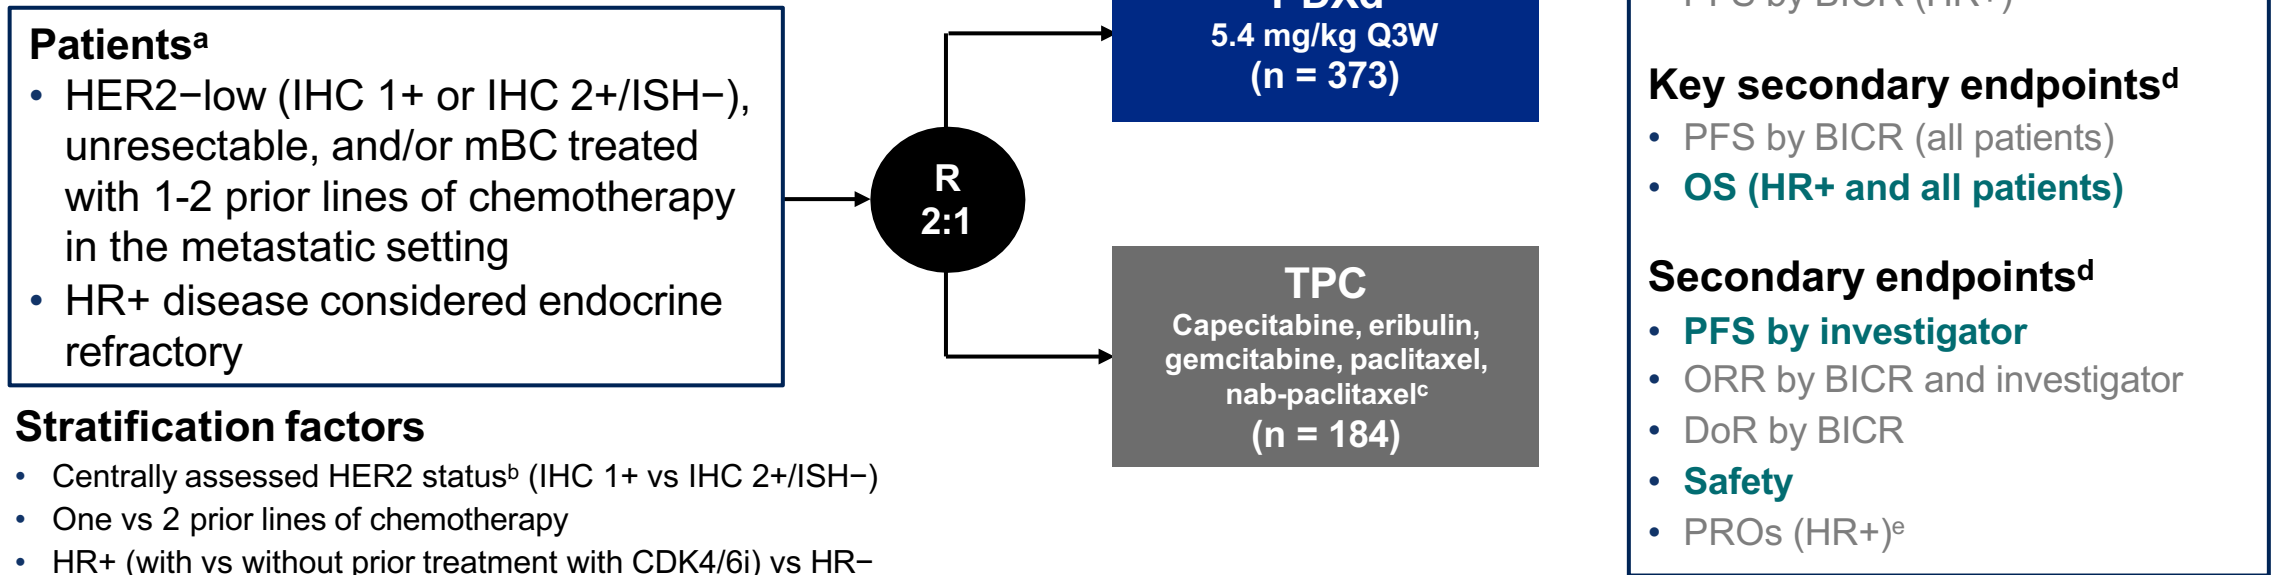 Patientsᵃ
• HER2−low (IHC 1+ or IHC 2+/ISH−),
unresectable, and/or mBC treated
with 1-2 prior lines of chemotherapy
in the metastatic setting
• HR+ disease considered endocrine
refractory
Stratification factors
• Centrally assessed HER2 statusᵇ (IHC 1+ vs IHC 2+/ISH−)
• One vs 2 prior lines of chemotherapy
• HR+ (with vs without prior treatment with CDK4/6i) vs HR−
R
2:1
5.4 mg/kg Q3W
(n = 373)
TPC
Capecitabine, eribulin,
gemcitabine, paclitaxel,
nab-paclitaxelᶜ
(n = 184)
PFS by BICR (HR+)
Key secondary endpointsᵈ
• PFS by BICR (all patients)
• OS (HR+ and all patients)
Secondary endpointsᵈ
• PFS by investigator
• ORR by BICR and investigator
• DoR by BICR
• Safety
• PROs (HR+)ᵉ